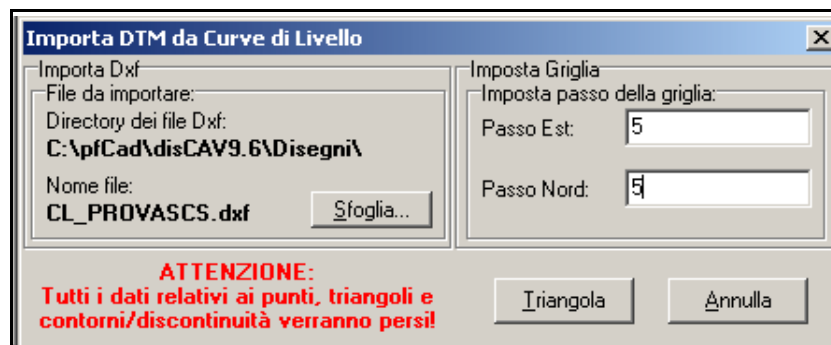 Importa DTM da Curve di Livello
Importa Dxf
File da importare:
Directory dei file Dxf:
C:\pfCad\disCAV9.6\Disegni\
Nome file:
CL_PROVASCS.dxf
Sfoglia...
Imposta Griglia
Imposta passo della griglia:
Passo Est: 5
Passo Nord: 5
ATTENZIONE:
Tutti i dati relativi ai punti, triangoli e
contorni/discontinuità verranno persi!
Triangola
Annulla